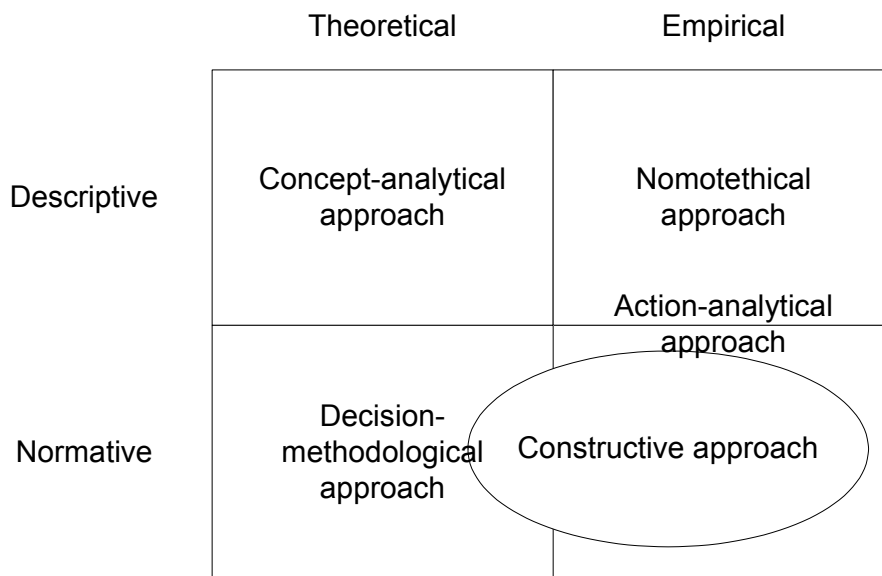 Theoretical
Empirical
Descriptive
Concept-analytical
approach
Nomotethical
approach
Action-analytical
approach
Normative
Decision-
methodological
approach
Constructive approach